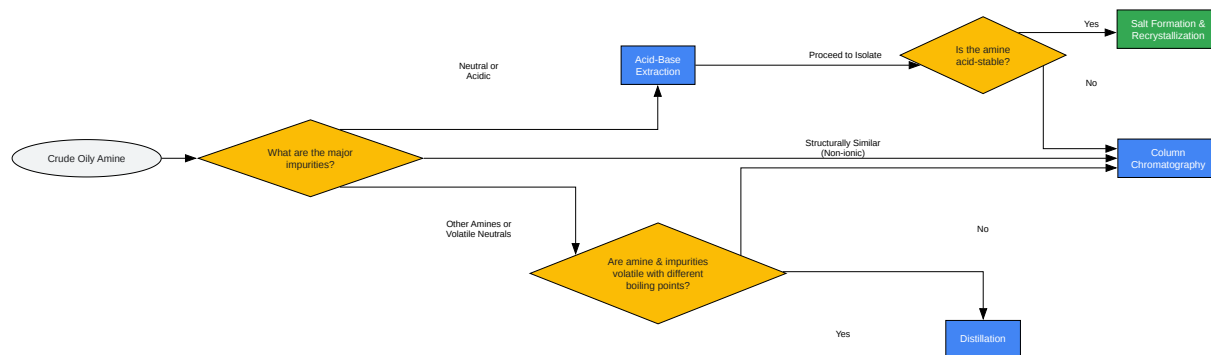 Crude Oily Amine
What are the major
impurities?
Neutral or
Acidic
Acid-Base
Extraction
Proceed to Isolate
Is the amine
acid-stable?
Yes
Salt Formation &
Recrystallization
No
Structurally Similar
(Non-ionic)
Column
Chromatography
Other Amines or
Volatile Neutrals
Are amine & impurities
volatile with different
boiling points?
No
Yes
Distillation